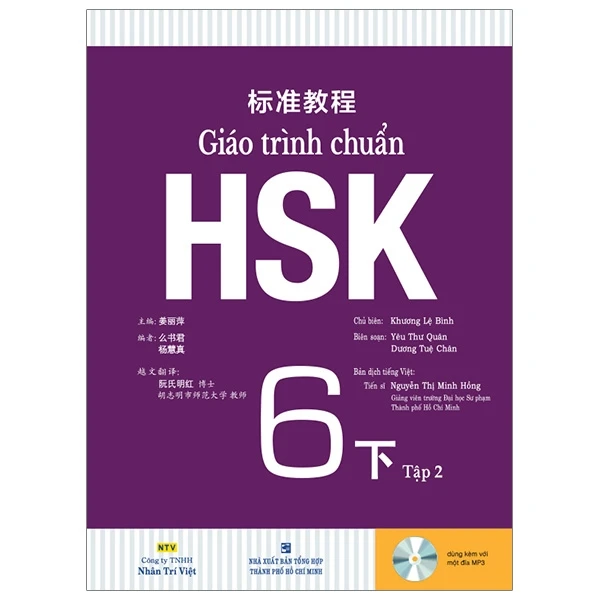 标准教程
Giáo trình chuẩn
HSK
主编: 姜丽萍
编者: 么书君
杨慧真
越文翻译:
阮氏明红 博士
胡志明市师范大学 教师
Chủ biên: Khương Lệ Bình
Biên soạn: Yêu Thư Quân
Dương Tuệ Chân
Bản dịch tiếng Việt:
Tiến sĩ Nguyễn Thị Minh Hồng
Giảng viên trường Đại học Sư phạm
Thành phố Hồ Chí Minh
6 下 Tập 2
NTV
Công ty TNHH
Nhân Trí Việt
NHÀ XUẤT BẢN TỔNG HỢP
THÀNH PHỐ HỒ CHÍ MINH
dùng kèm với
một đĩa MP3